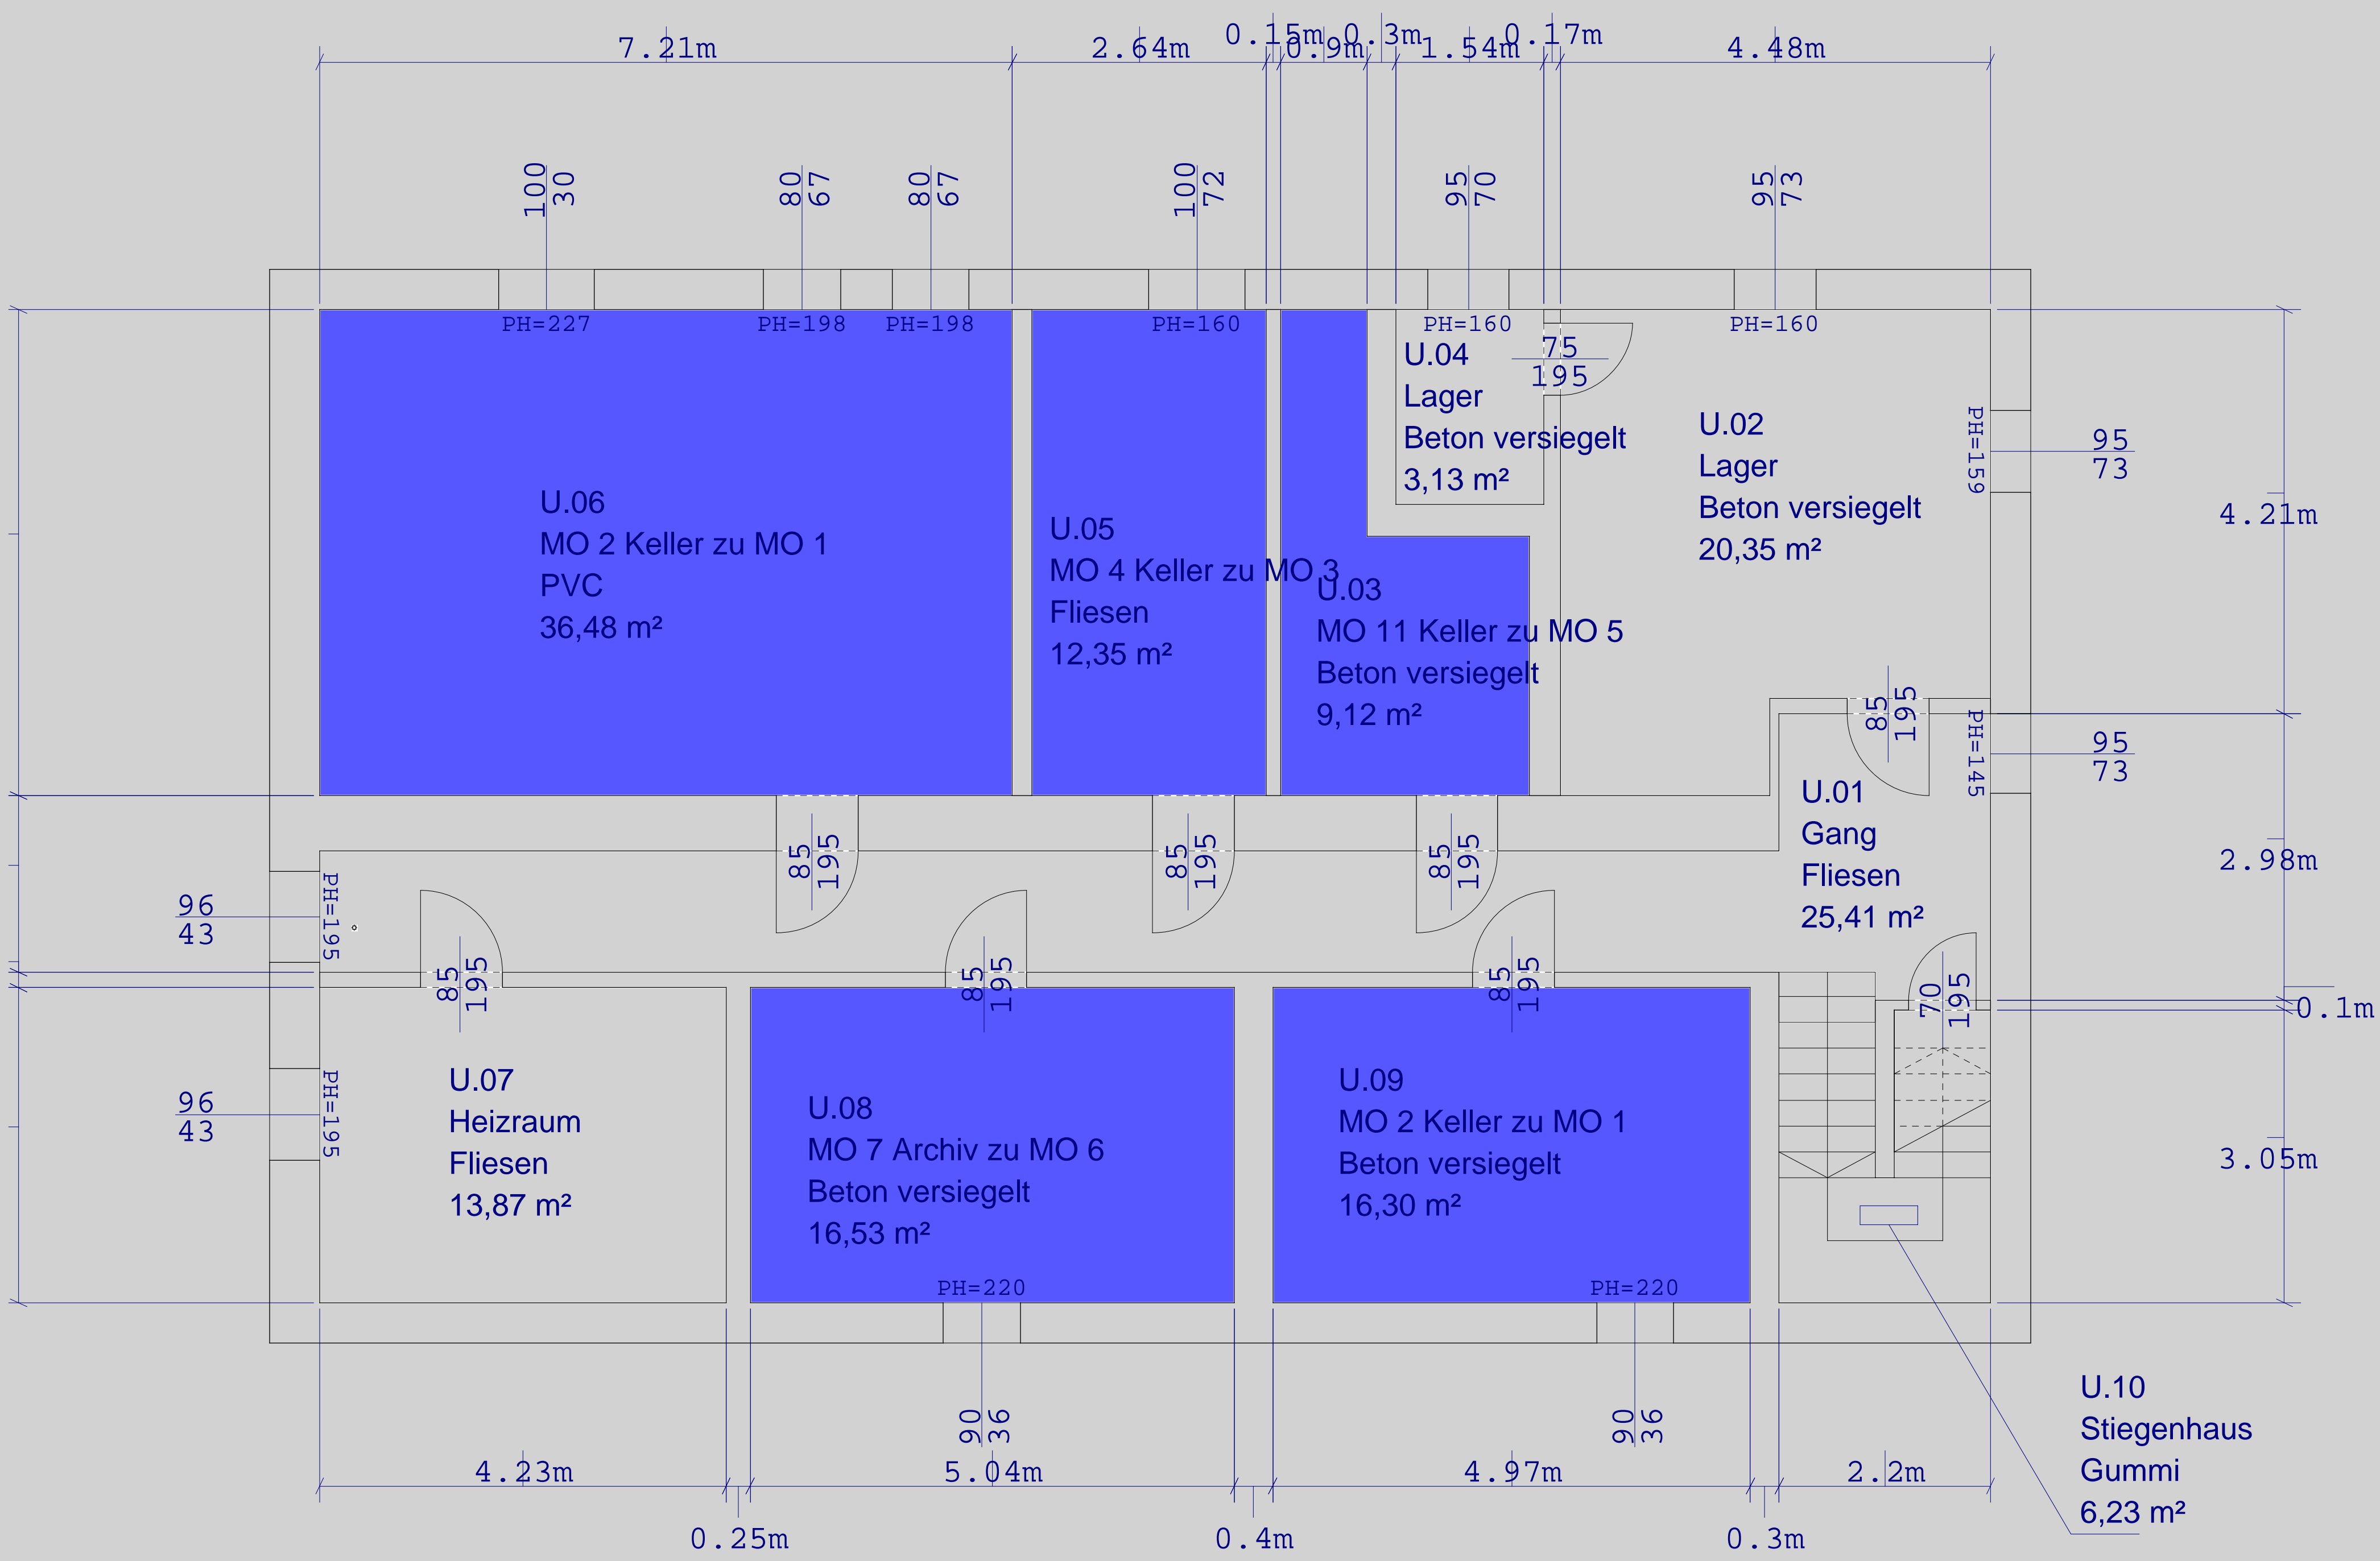 0.15m 0.3m 0.17m
7.21m 2.64m 0.9m 1.54m 4.48m
100 30
80 67
80 67
100 72
95 70
95 73
PH=227 PH=198 PH=198 PH=160 PH=160 PH=160
75
195
U.04
Lager
Beton versiegelt
3,13 m²
U.02
Lager
Beton versiegelt
20,35 m²
PH=159
95
73
4.21m
U.06
MO 2 Keller zu MO 1
PVC
36,48 m²
U.05
MO 4 Keller zu MO 3
Fliesen
12,35 m²
U.03
MO 11 Keller zu MO 5
Beton versiegelt
9,12 m²
85 195
PH=145
95
73
U.01
Gang
Fliesen
25,41 m²
2.98m
85 195
85 195
85 195
96
43
PH=195
85 195
85 195
85 195
70 195
0.1m
96
43
PH=195
U.07
Heizraum
Fliesen
13,87 m²
U.08
MO 7 Archiv zu MO 6
Beton versiegelt
16,53 m²
U.09
MO 2 Keller zu MO 1
Beton versiegelt
16,30 m²
3.05m
PH=220 PH=220
90 36
90 36
U.10
Stiegenhaus
Gummi
6,23 m²
4.23m 5.04m 4.97m 2.2m
0.25m 0.4m 0.3m